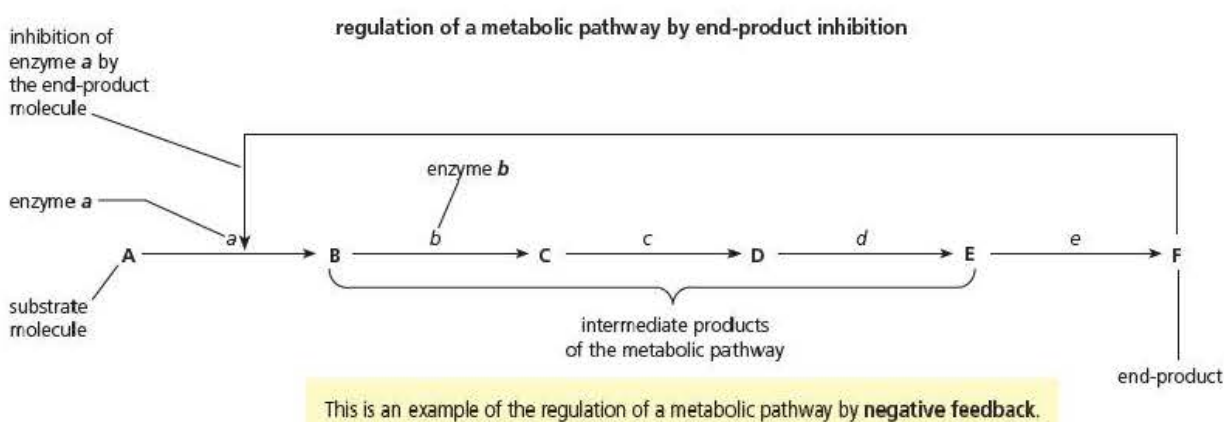 regulation of a metabolic pathway by end-product inhibition
inhibition of
enzyme a by
the end-product
molecule
enzyme b
enzyme a
a
b
c
d
e
A
B
C
D
E
F
substrate
molecule
intermediate products
of the metabolic pathway
end-product
This is an example of the regulation of a metabolic pathway by negative feedback.